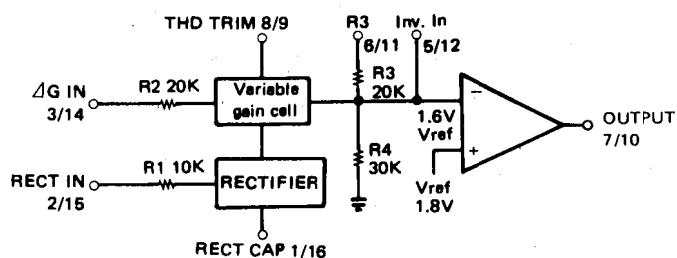 THD TRIM 8/9
R3
6/11
Inv. In
5/12
ΔG IN
3/14
R2 20K
Variable
gain cell
R3
20K
−
1.6V
Vref
+
OUTPUT
7/10
R4
30K
Vref
1.8V
RECT IN
2/15
R1 10K
RECTIFIER
RECT CAP 1/16